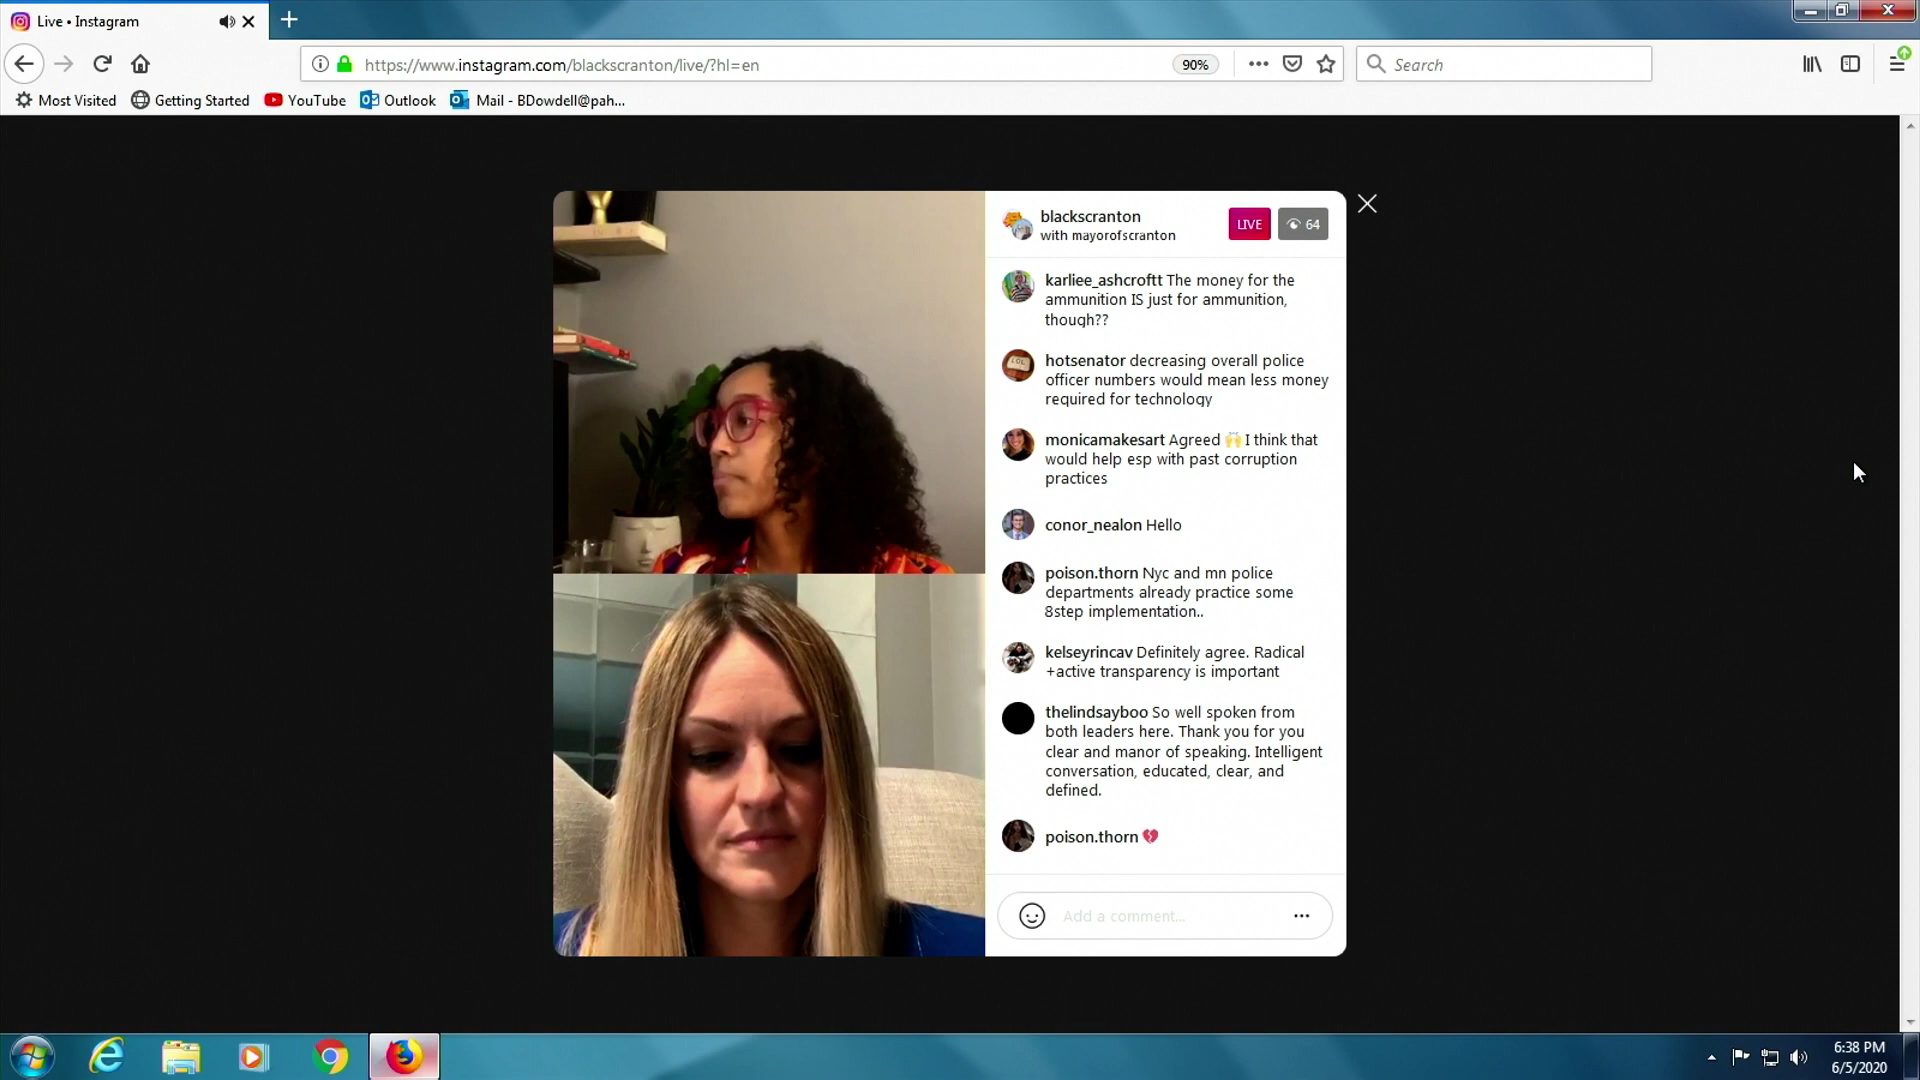 Live • Instagram
https://www.instagram.com/blackscranton/live/?hl=en
90%
Search
Most Visited
Getting Started
YouTube
Outlook
Mail - BDowdell@pah...
blackscranton
with mayorofscranton
LIVE
64
karliee_ashcroftt The money for the
ammunition IS just for ammunition,
though??
hotsenator decreasing overall police
officer numbers would mean less money
required for technology
monicamakesart Agreed 🙌 I think that
would help esp with past corruption
practices
conor_nealon Hello
poison.thorn Nyc and mn police
departments already practice some
8step implementation..
kelseyrincav Definitely agree. Radical
+active transparency is important
thelindsayboo So well spoken from
both leaders here. Thank you for you
clear and manor of speaking. Intelligent
conversation, educated, clear, and
defined.
poison.thorn 💔
Add a comment...
6:38 PM
6/5/2020